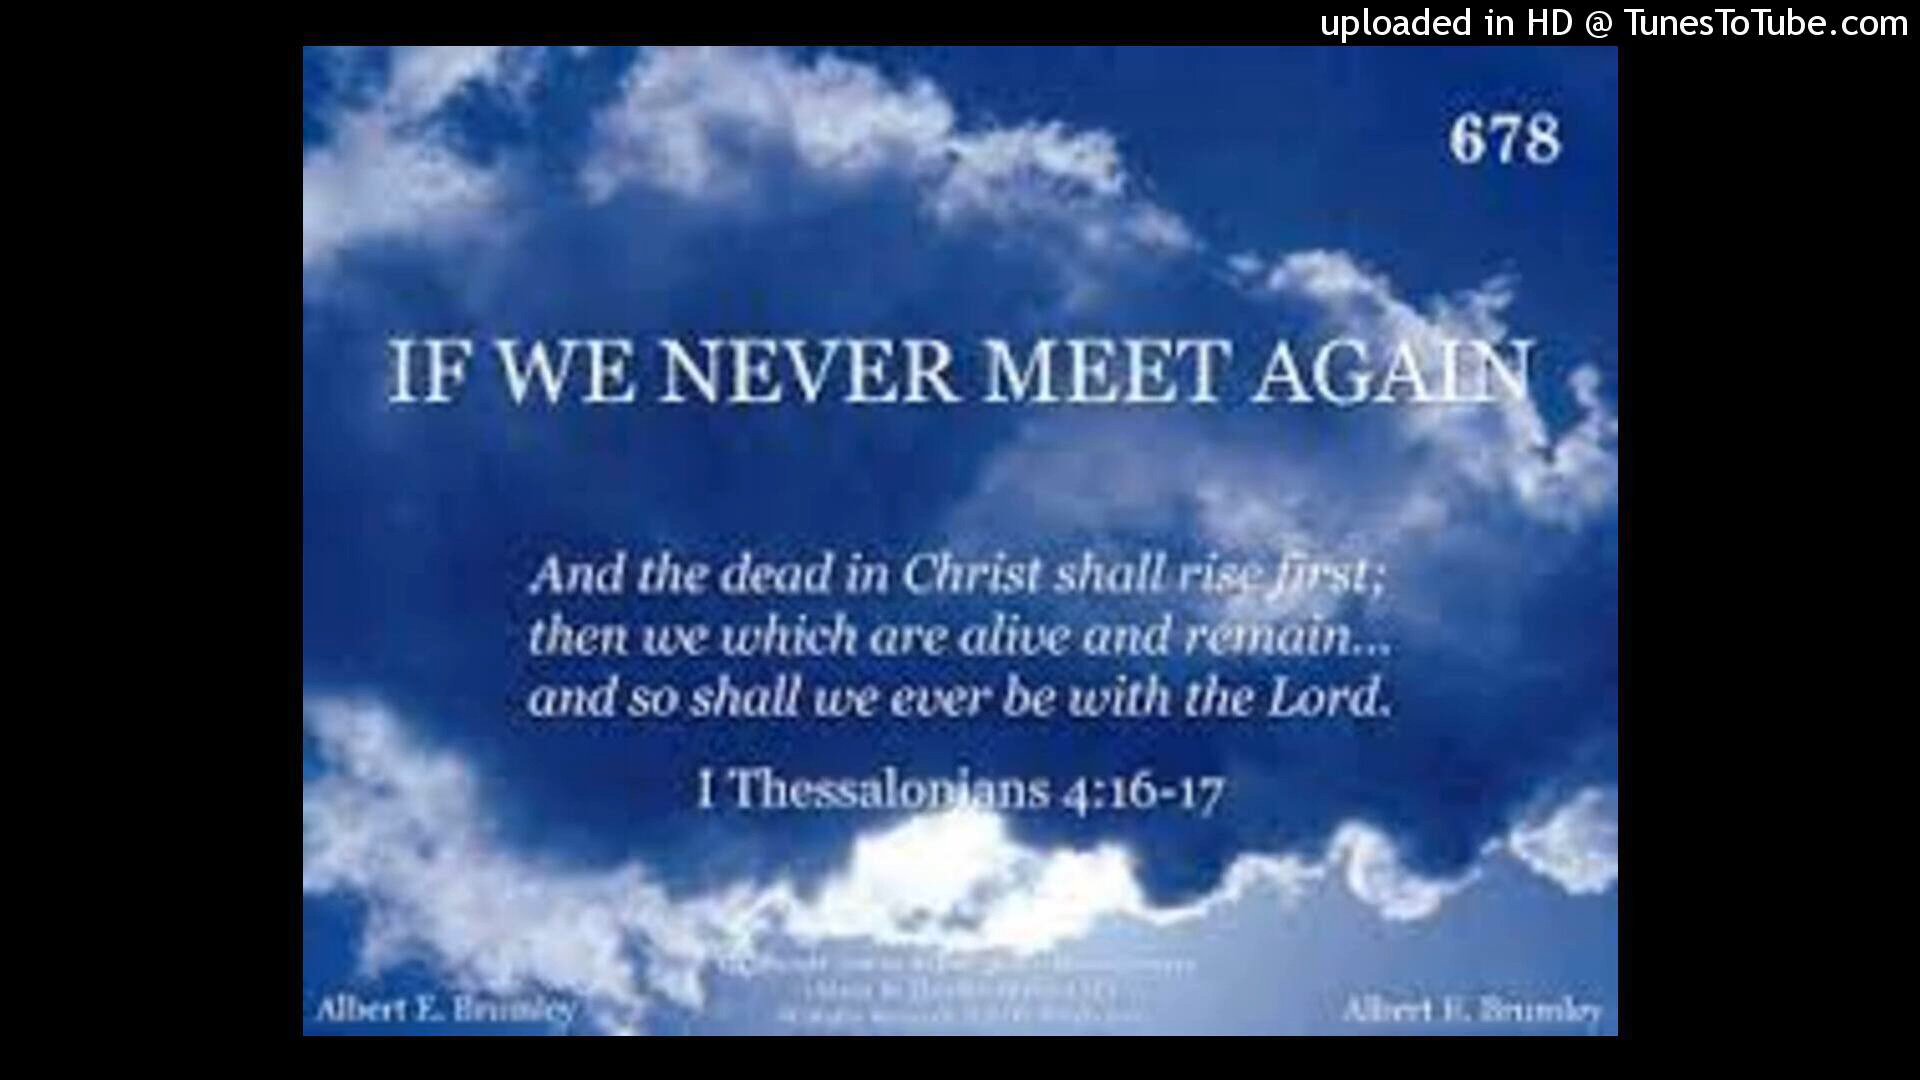 uploaded in HD @ TunesToTube.com
678
IF WE NEVER MEET AGAIN
And the dead in Christ shall rise first;
then we which are alive and remain...
and so shall we ever be with the Lord.
I Thessalonians 4:16-17
Albert E. Brumley
Albert E. Brumley